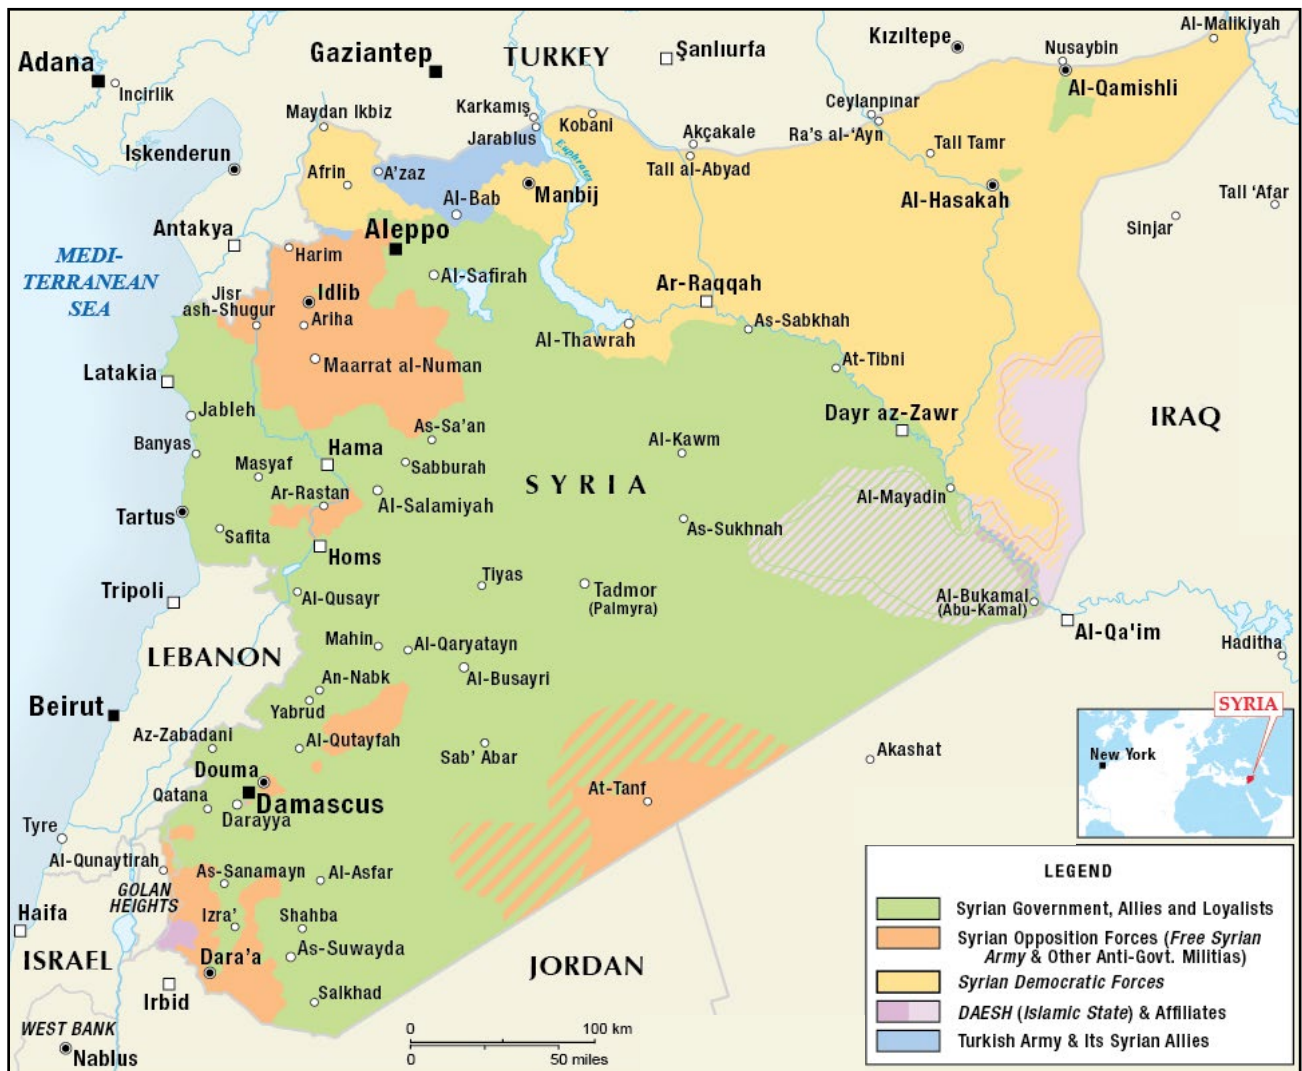 Al-Malikiyah
Adana
Gaziantep
TURKEY
Şanlıurfa
Kızıltepe
Nusaybin
Incirlik
Al-Qamishli
Maydan Ikbiz
Karkamış
Jarablus
Kobani
Ceylanpınar
Ra's al-‘Ayn
Akçakale
Tall al-Abyad
Tall Tamr
Iskenderun
Euphrates
Afrin
A’zaz
Al-Bab
Manbij
Al-Hasakah
Tall ‘Afar
Sinjar
Antakya
Aleppo
Harim
MEDI-
TERRANEAN
SEA
Al-Safirah
Ar-Raqqah
Jisr
ash-Shugur
Idlib
Ariha
Al-Thawrah
As-Sabkhah
At-Tibni
Maarrat al-Numan
Latakia
Jableh
Dayr az-Zawr
IRAQ
As-Sa’an
Banyas
Hama
Al-Kawm
Masyaf
Sabburah
SYRIA
Ar-Rastan
Al-Salamiyah
Al-Mayadin
Tartus
Safita
As-Sukhnah
Homs
Tripoli
Al-Qusayr
Tiyas
Tadmor
(Palmyra)
Al-Bukamal
(Abu-Kamal)
Al-Qa'im
Haditha
Mahin
Al-Qaryatayn
LEBANON
An-Nabk
Al-Busayri
Beirut
Yabrud
SYRIA
Az-Zabadani
Al-Qutayfah
Sab’ Abar
Akashat
New York
Douma
Damascus
At-Tanf
Qatana
Darayya
Tyre
Al-Qunaytirah
As-Sanamayn
Al-Asfar
GOLAN
HEIGHTS
Haifa
Izra’
Shahba
As-Suwayda
ISRAEL
Dara’a
JORDAN
Irbid
Salkhad
WEST BANK
Nablus
0 100 km
0 50 miles
LEGEND
Syrian Government, Allies and Loyalists
Syrian Opposition Forces (Free Syrian
Army & Other Anti-Govt. Militias)
Syrian Democratic Forces
DAESH (Islamic State) & Affiliates
Turkish Army & Its Syrian Allies